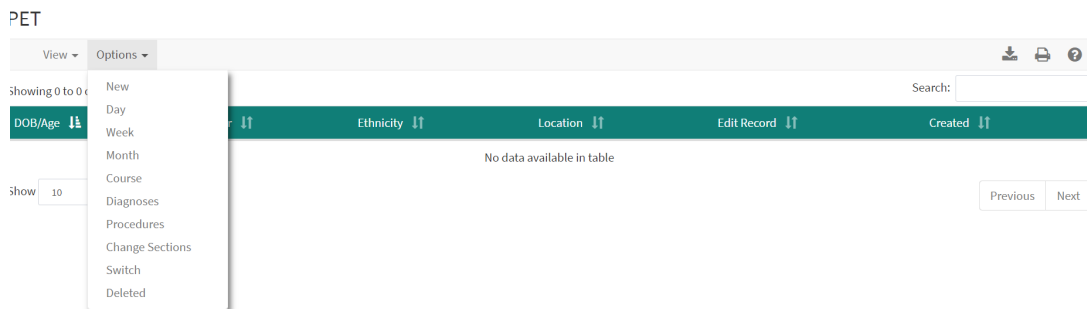 PET
View Options
Showing 0 to 0
Search:
New
Day
DOB/Age Ethnicity Location Edit Record Created
Week
Month
No data available in table
Course
Show 10
Diagnoses
Previous Next
Procedures
Change Sections
Switch
Deleted